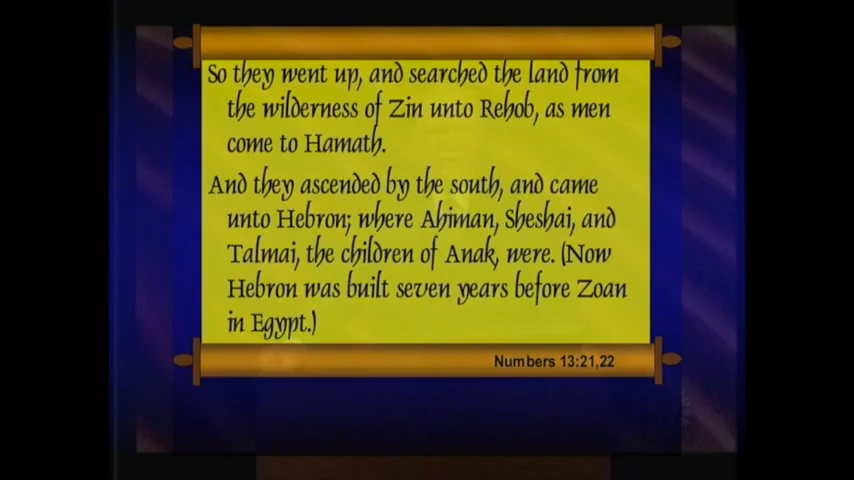 So they went up, and searched the land from
the wilderness of Zin unto Rehob, as men
come to Hamath.
And they ascended by the south, and came
unto Hebron; where Ahiman, Sheshai, and
Talmai, the children of Anak, were. (Now
Hebron was built seven years before Zoan
in Egypt.)
Numbers 13:21,22